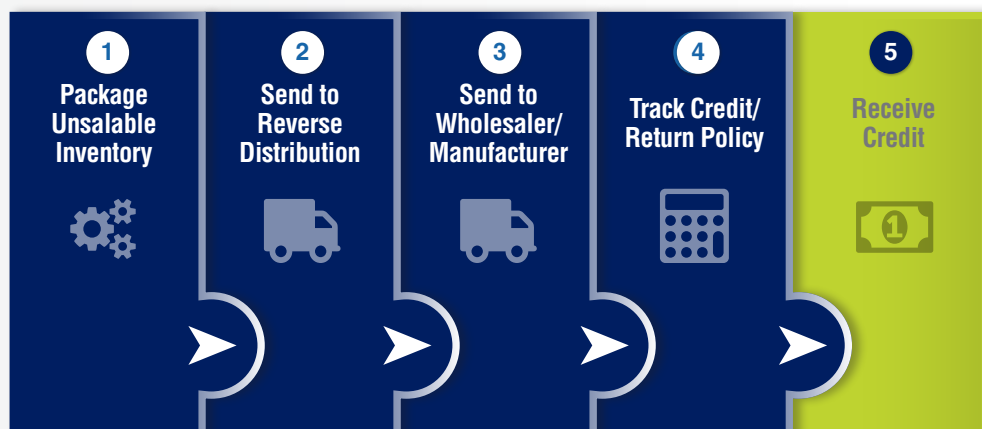 1
Package
Unsalable
Inventory
2
Send to
Reverse
Distribution
3
Send to
Wholesaler/
Manufacturer
4
Track Credit/
Return Policy
5
Receive
Credit
1